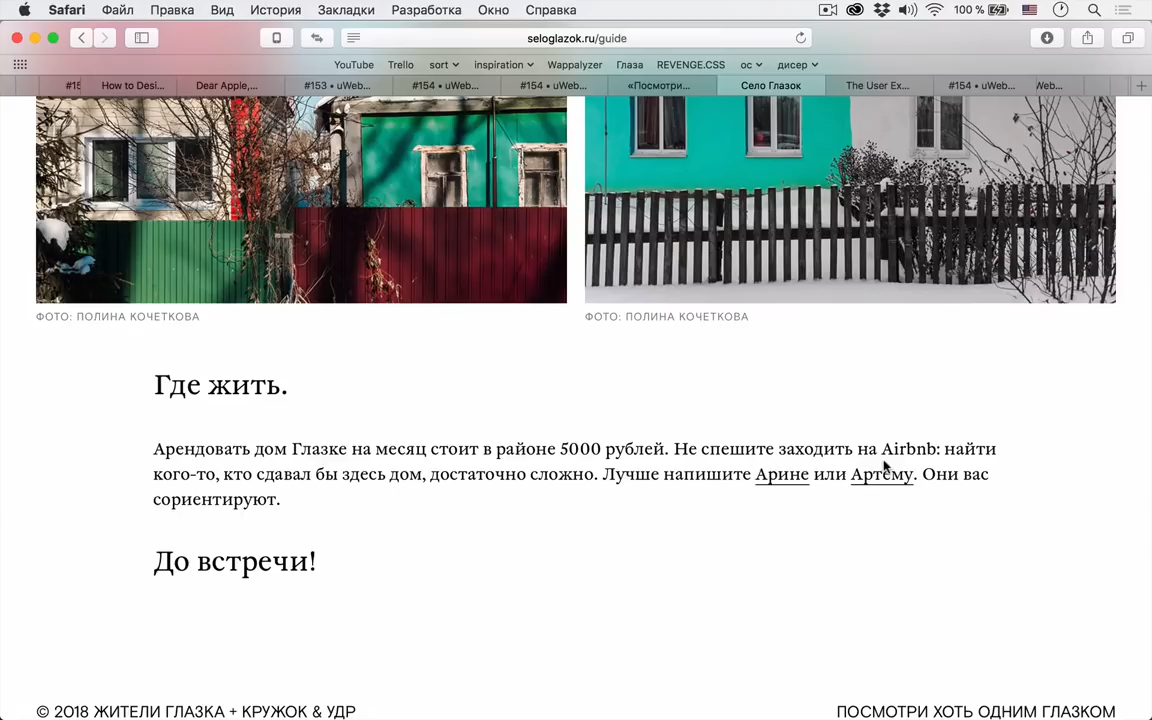 Safari Файл Правка Вид История Закладки Разработка Окно Справка 100 %
seloglazok.ru/guide
YouTube Trello sort inspiration Wappalyzer Глаза REVENGE.CSS ос дисер
#15 How to Desi... Dear Apple,... #153 • uWeb... #154 • uWeb... #154 • uWeb... «Посмотри... Село Глазок The User Ex... #154 • uWeb... Web...
ФОТО: ПОЛИНА КОЧЕТКОВА
ФОТО: ПОЛИНА КОЧЕТКОВА
Где жить.
Арендовать дом Глазке на месяц стоит в районе 5000 рублей. Не спешите заходить на Airbnb: найти
кого-то, кто сдавал бы здесь дом, достаточно сложно. Лучше напишите Арине или Артёму. Они вас
сориентируют.
До встречи!
© 2018 ЖИТЕЛИ ГЛАЗКА + КРУЖОК & УДР
ПОСМОТРИ ХОТЬ ОДНИМ ГЛАЗКОМ